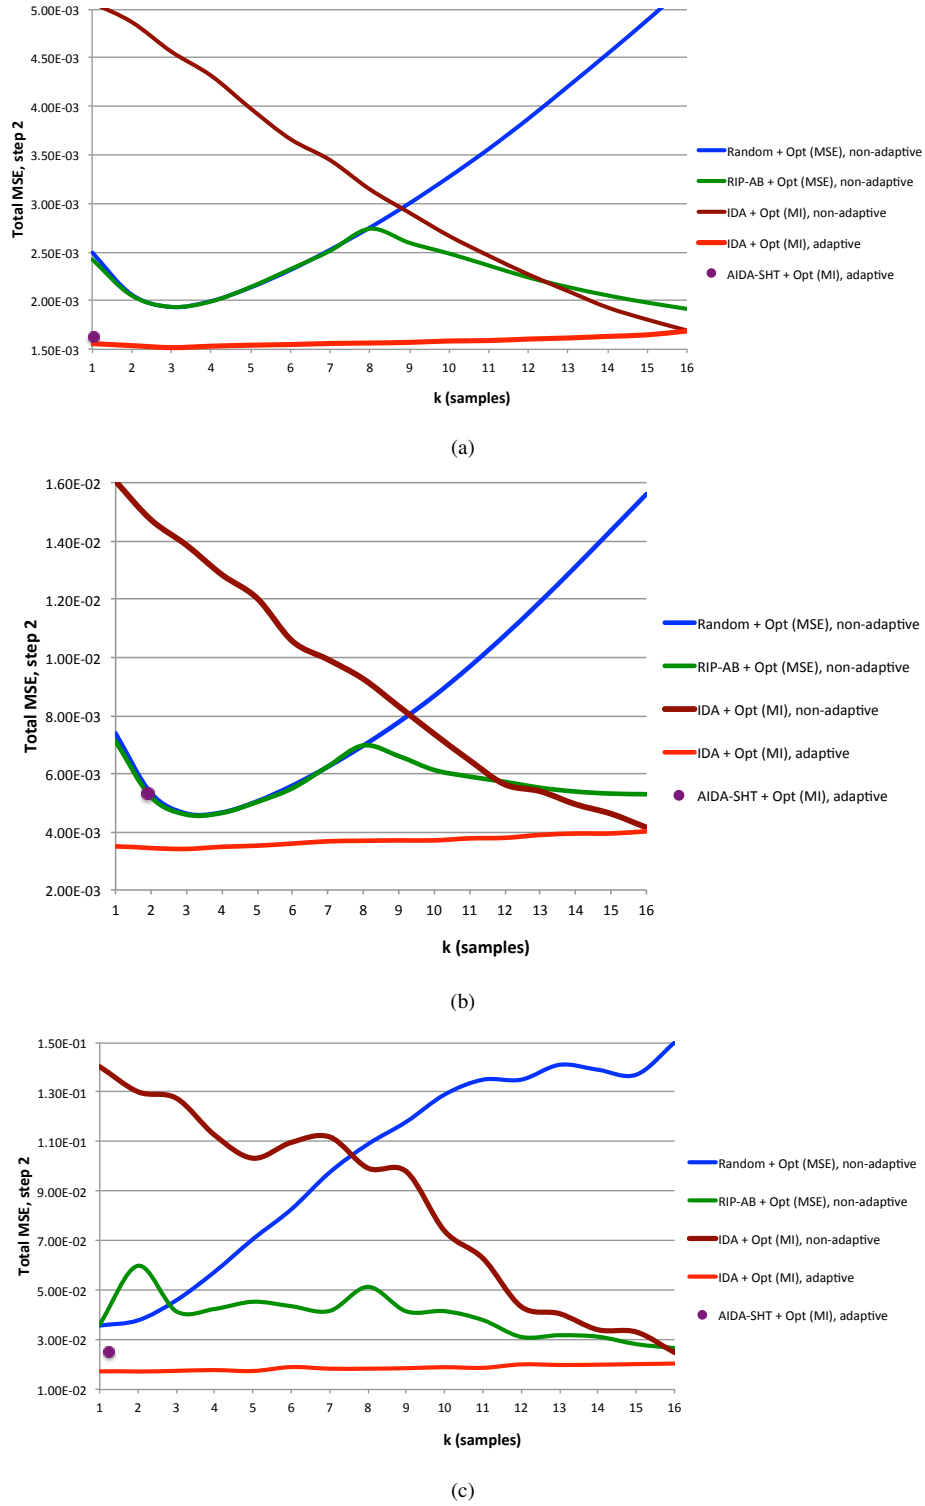 5.00E-03
4.50E-03
4.00E-03
3.50E-03
3.00E-03
2.50E-03
2.00E-03
1.50E-03
Total MSE, step 2
1 2 3 4 5 6 7 8 9 10 11 12 13 14 15 16
k (samples)
Random + Opt (MSE), non-adaptive
RIP-AB + Opt (MSE), non-adaptive
IDA + Opt (MI), non-adaptive
IDA + Opt (MI), adaptive
AIDA-SHT + Opt (MI), adaptive
(a)
1.60E-02
1.40E-02
1.20E-02
1.00E-02
8.00E-03
6.00E-03
4.00E-03
2.00E-03
Total MSE, step 2
1 2 3 4 5 6 7 8 9 10 11 12 13 14 15 16
k (samples)
Random + Opt (MSE), non-adaptive
RIP-AB + Opt (MSE), non-adaptive
IDA + Opt (MI), non-adaptive
IDA + Opt (MI), adaptive
AIDA-SHT + Opt (MI), adaptive
(b)
1.50E-01
1.30E-01
1.10E-01
9.00E-02
7.00E-02
5.00E-02
3.00E-02
1.00E-02
Total MSE, step 2
1 2 3 4 5 6 7 8 9 10 11 12 13 14 15 16
k (samples)
Random + Opt (MSE), non-adaptive
RIP-AB + Opt (MSE), non-adaptive
IDA + Opt (MI), non-adaptive
IDA + Opt (MI), adaptive
AIDA-SHT + Opt (MI), adaptive
(c)